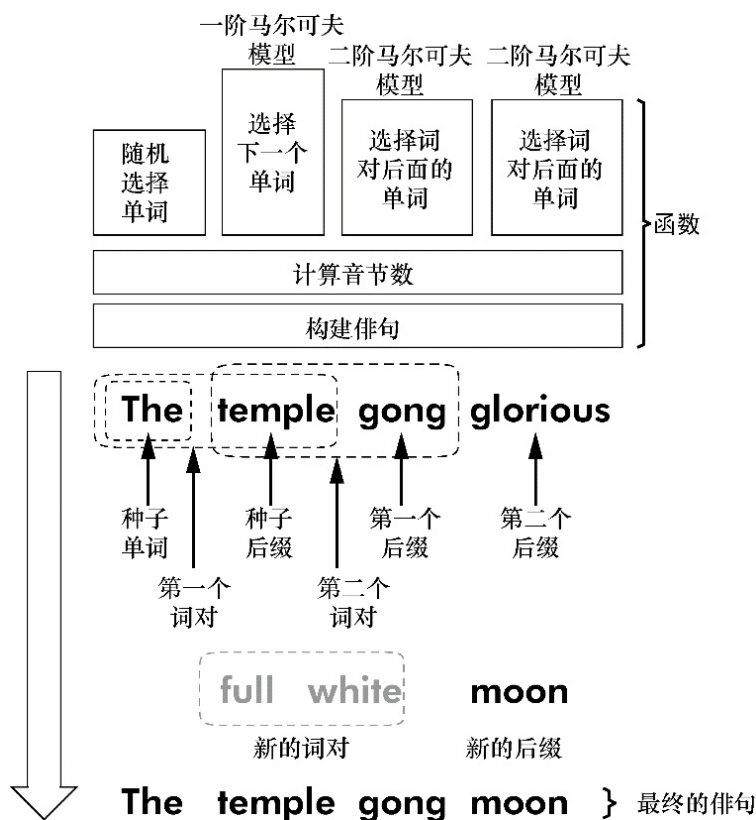 一阶马尔可夫
模型
二阶马尔可夫
模型
二阶马尔可夫
模型
随机
选择
单词
选择
下一个
单词
选择词
对后面的
单词
选择词
对后面的
单词
函数
计算音节数
构建俳句
The temple gong glorious
种子
单词
种子
后缀
第一个
后缀
第二个
后缀
第一个
词对
第二个
词对
full white moon
新的词对 新的后缀
The temple gong moon } 最终的俳句